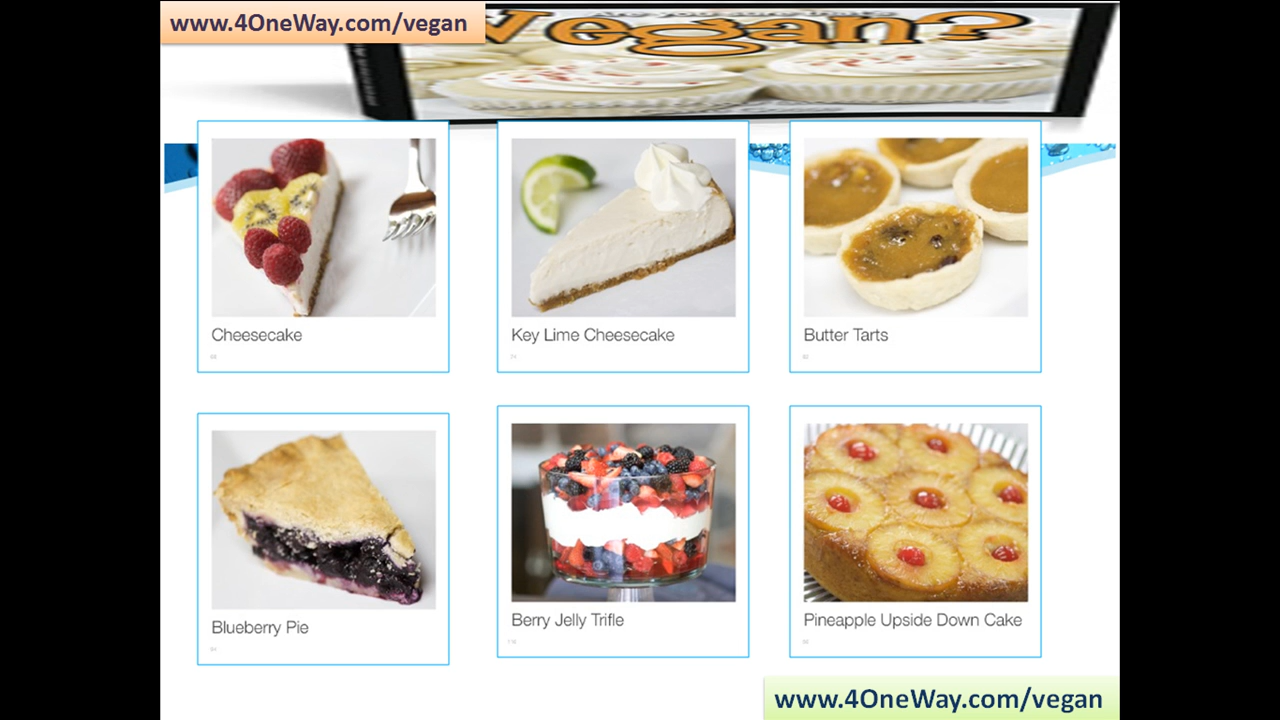 www.4OneWay.com/vegan
Vegan?
Cheesecake
Key Lime Cheesecake
Butter Tarts
Blueberry Pie
Berry Jelly Trifle
Pineapple Upside Down Cake
www.4OneWay.com/vegan